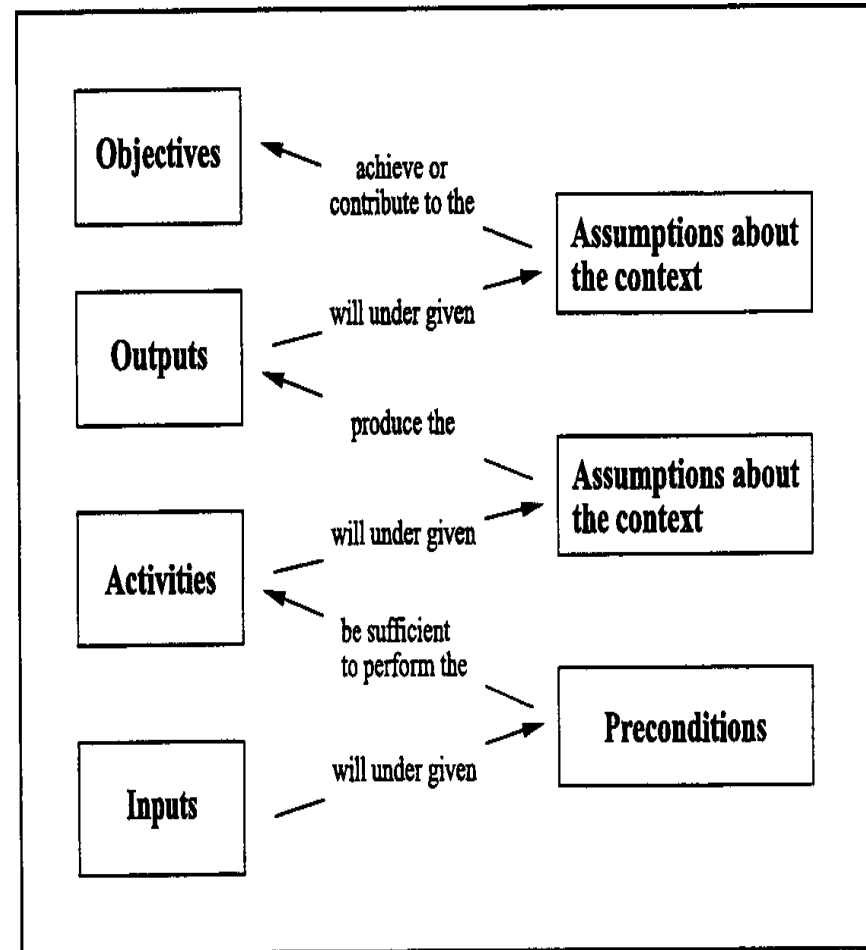 Objectives
achieve or
contribute to the
Assumptions about
the context
will under given
Outputs
produce the
Assumptions about
the context
will under given
Activities
be sufficient
to perform the
Preconditions
will under given
Inputs